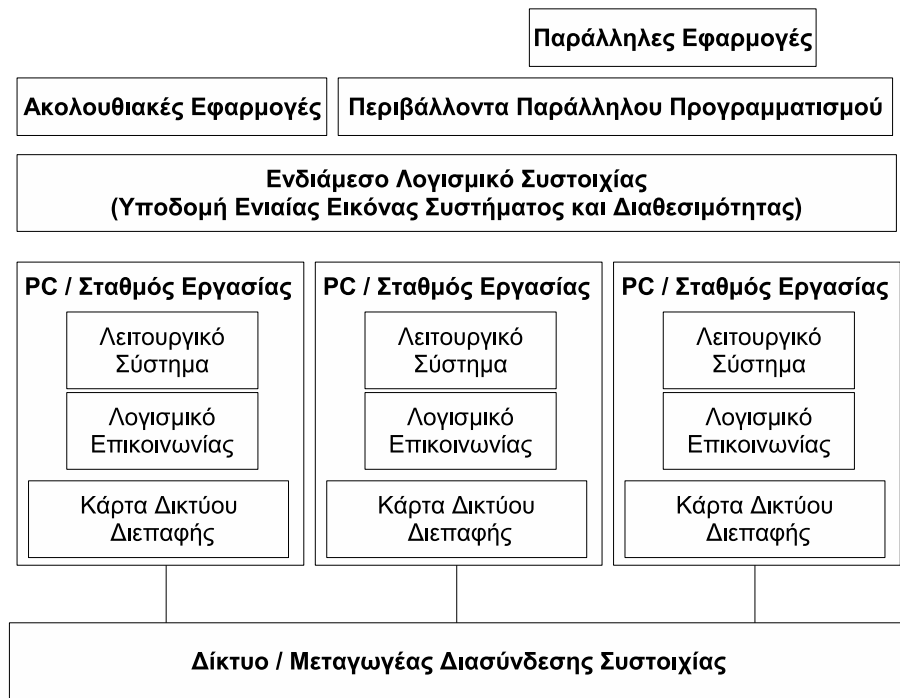 Παράλληλες Εφαρμογές
Ακολουθιακές Εφαρμογές
Περιβάλλοντα Παράλληλου Προγραμματισμού
Ενδιάμεσο Λογισμικό Συστοιχίας
(Υποδομή Ενιαίας Εικόνας Συστήματος και Διαθεσιμότητας)
PC / Σταθμός Εργασίας
Λειτουργικό
Σύστημα
Λογισμικό
Επικοινωνίας
Κάρτα Δικτύου
Διεπαφής
PC / Σταθμός Εργασίας
Λειτουργικό
Σύστημα
Λογισμικό
Επικοινωνίας
Κάρτα Δικτύου
Διεπαφής
PC / Σταθμός Εργασίας
Λειτουργικό
Σύστημα
Λογισμικό
Επικοινωνίας
Κάρτα Δικτύου
Διεπαφής
Δίκτυο / Μεταγωγέας Διασύνδεσης Συστοιχίας